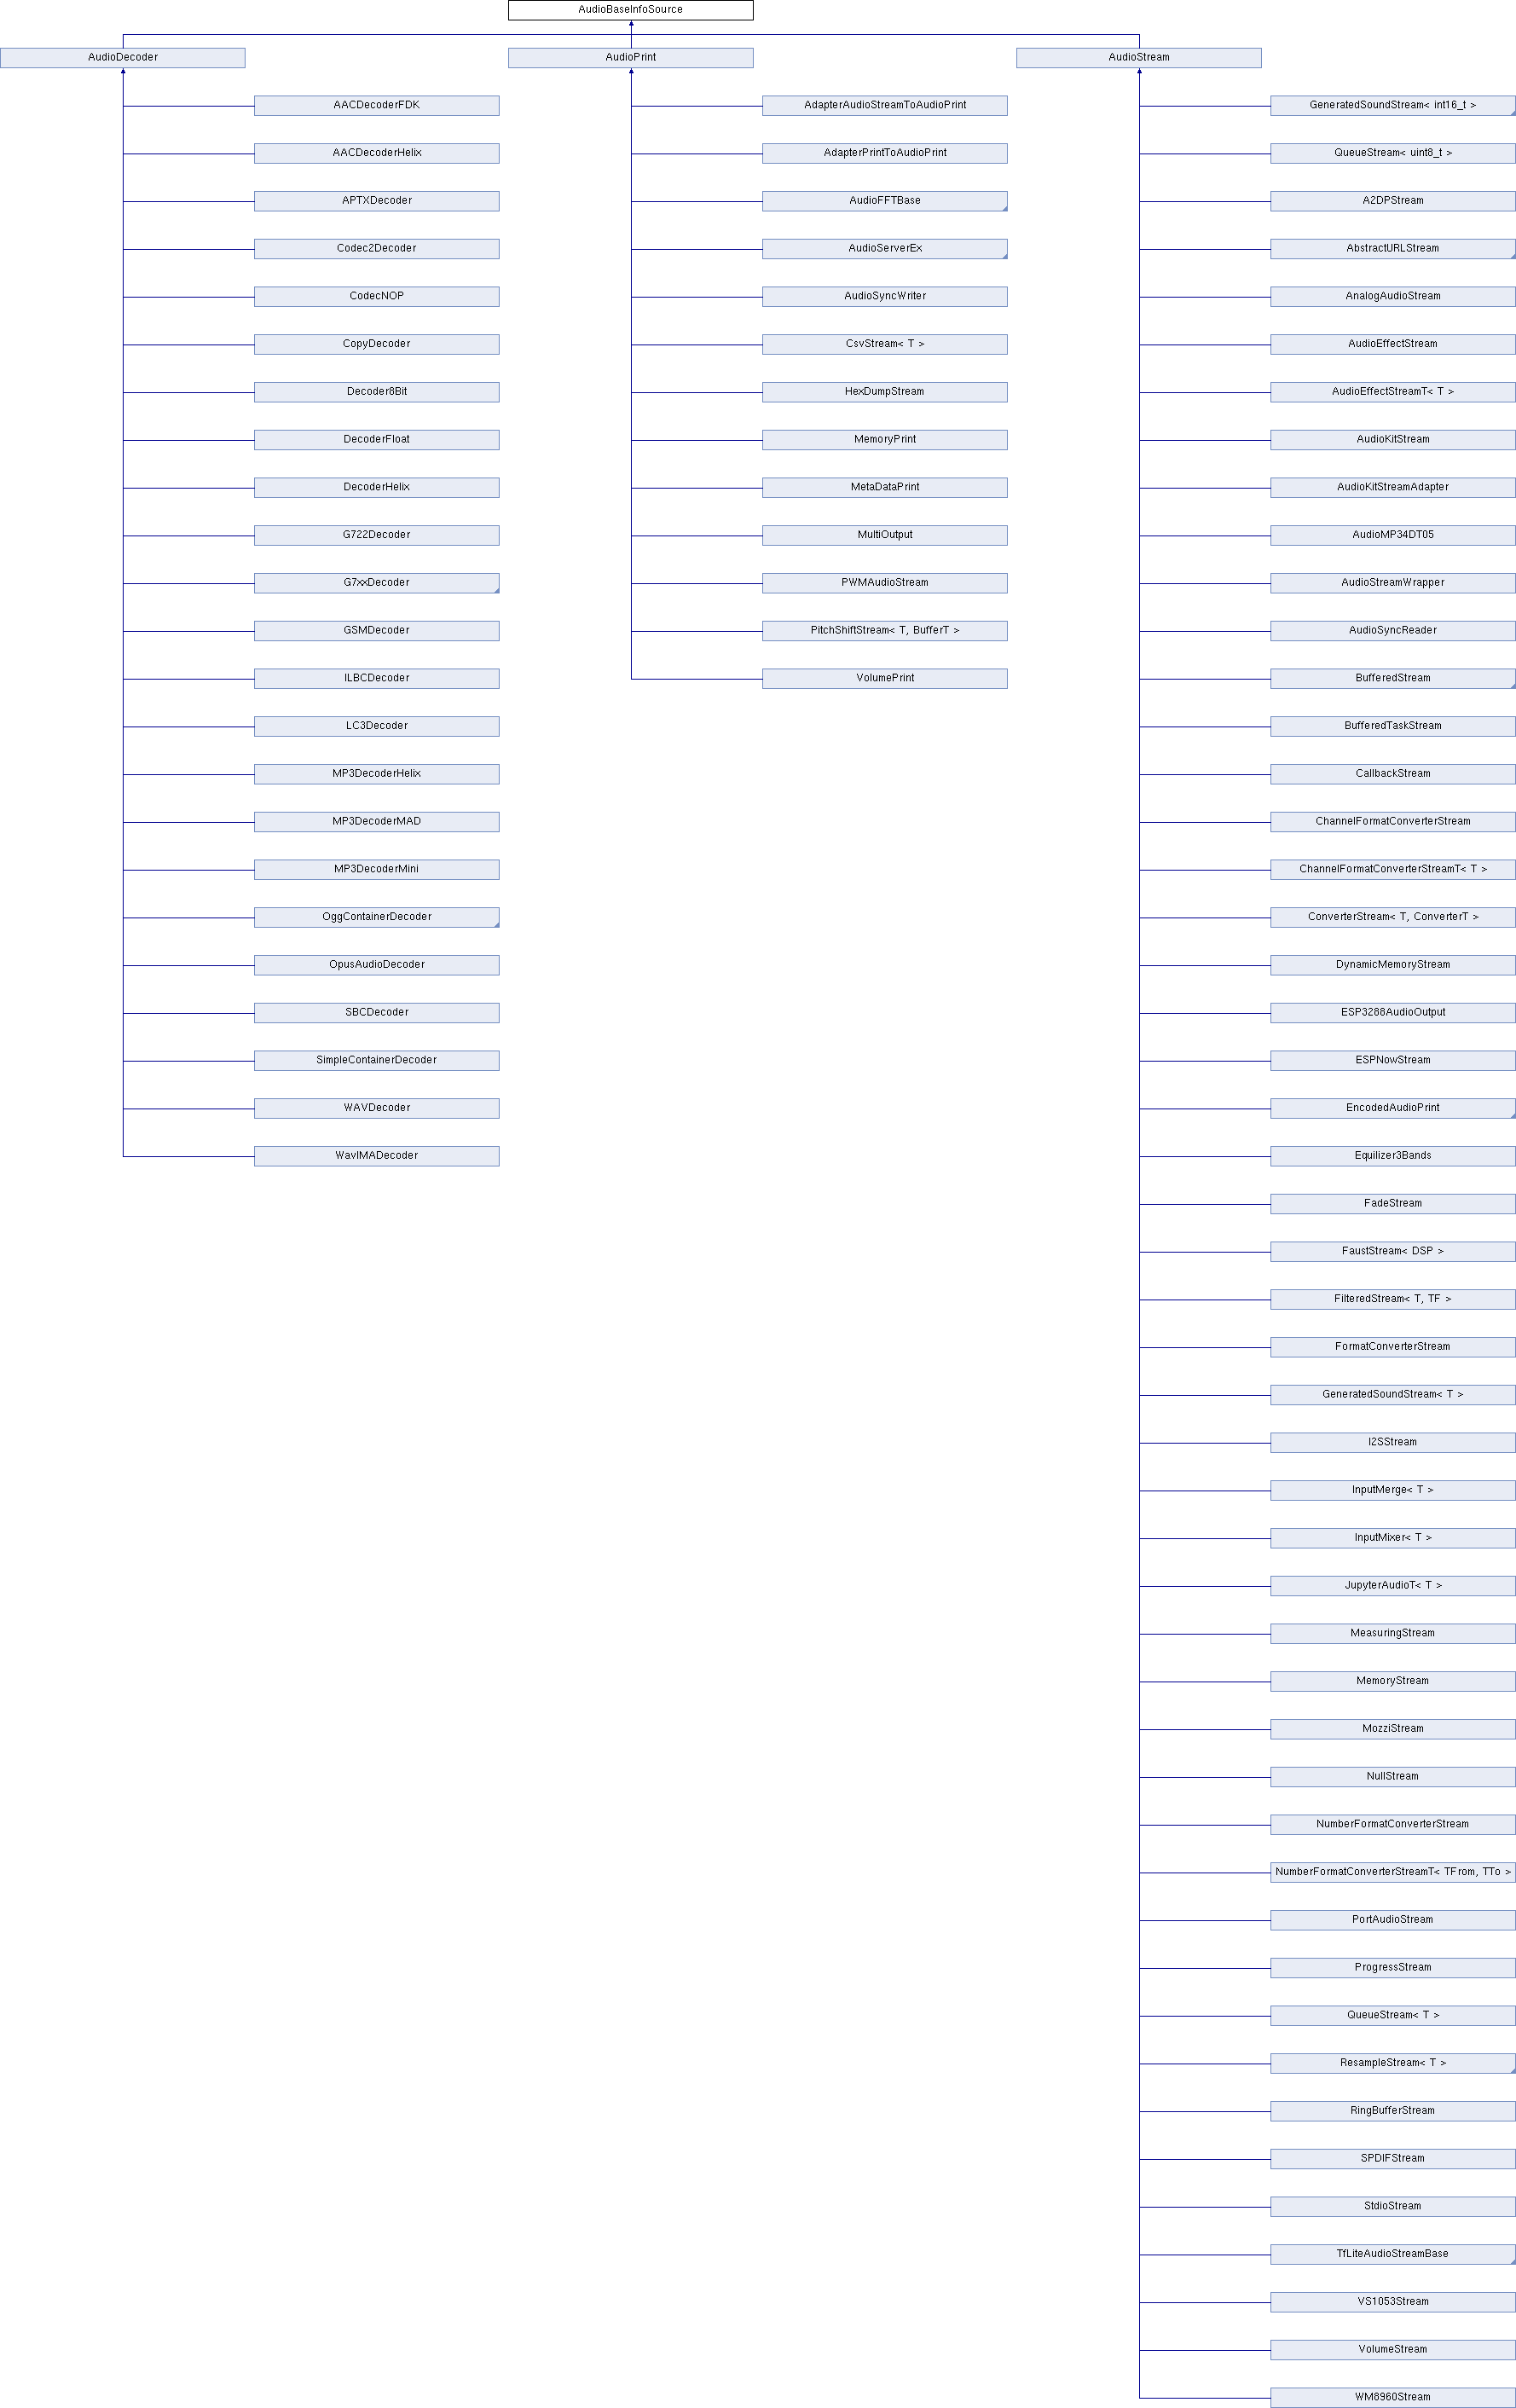 AudioBaseInfoSource
AudioDecoder
AACDecoderFDK
AACDecoderHelix
APTXDecoder
Codec2Decoder
CodecNOP
CopyDecoder
Decoder8Bit
DecoderFloat
DecoderHelix
G722Decoder
G7xxDecoder
GSMDecoder
ILBCDecoder
LC3Decoder
MP3DecoderHelix
MP3DecoderMAD
MP3DecoderMini
OggContainerDecoder
OpusAudioDecoder
SBCDecoder
SimpleContainerDecoder
WAVDecoder
WavIMADecoder
AudioPrint
AdapterAudioStreamToAudioPrint
AdapterPrintToAudioPrint
AudioFFTBase
AudioServerEx
AudioSyncWriter
CsvStream< T >
HexDumpStream
MemoryPrint
MetaDataPrint
MultiOutput
PWMAudioStream
PitchShiftStream< T, BufferT >
VolumePrint
AudioStream
GeneratedSoundStream< int16_t >
QueueStream< uint8_t >
A2DPStream
AbstractURLStream
AnalogAudioStream
AudioEffectStream
AudioEffectStreamT< T >
AudioKitStream
AudioKitStreamAdapter
AudioMP34DT05
AudioStreamWrapper
AudioSyncReader
BufferedStream
BufferedTaskStream
CallbackStream
ChannelFormatConverterStream
ChannelFormatConverterStreamT< T >
ConverterStream< T, ConverterT >
DynamicMemoryStream
ESP3288AudioOutput
ESPNowStream
EncodedAudioPrint
Equilizer3Bands
FadeStream
FaustStream< DSP >
FilteredStream< T, TF >
FormatConverterStream
GeneratedSoundStream< T >
I2SStream
InputMerge< T >
InputMixer< T >
JupyterAudioT< T >
MeasuringStream
MemoryStream
MozziStream
NullStream
NumberFormatConverterStream
NumberFormatConverterStreamT< TFrom, TTo >
PortAudioStream
ProgressStream
QueueStream< T >
ResampleStream< T >
RingBufferStream
SPDIFStream
StdioStream
TfLiteAudioStreamBase
VS1053Stream
VolumeStream
WM8960Stream